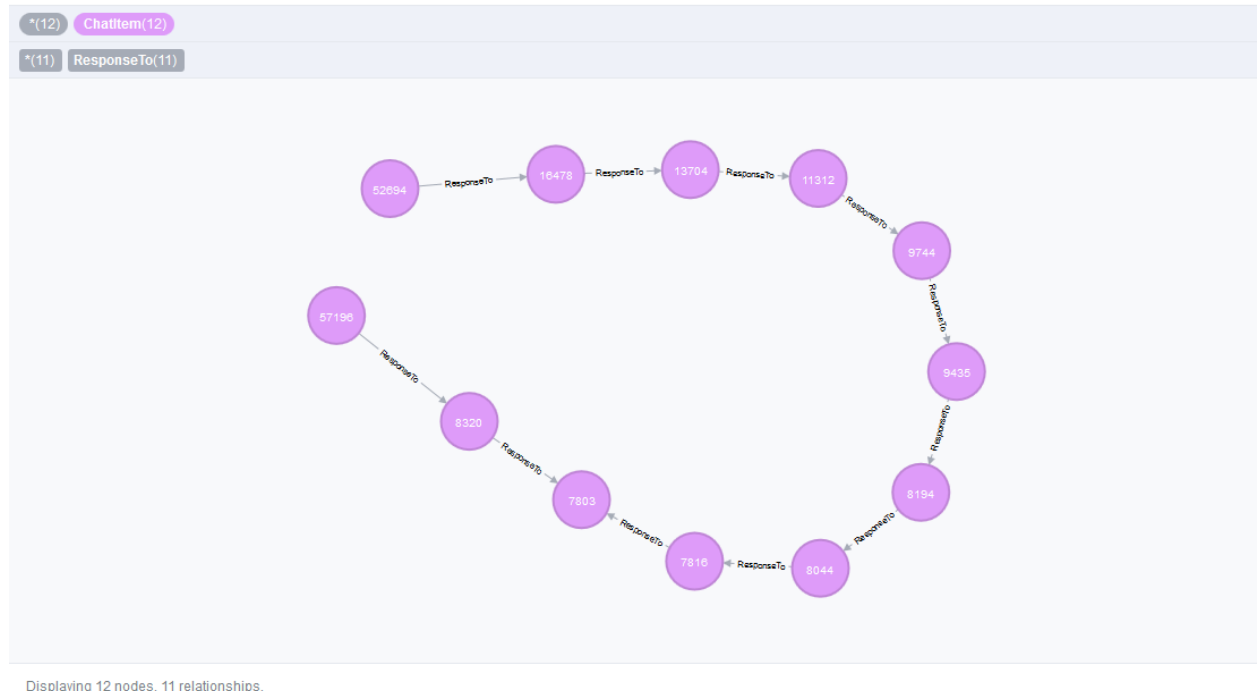 *(12) ChatItem(12)
*(11) ResponseTo(11)
52694 ResponseTo 16478 ResponseTo 13704 ResponseTo 11312
ResponseTo
9744
ResponseTo
57196
ResponseTo
9435
ResponseTo
8320
ResponseTo
7803
8194
ResponseTo
ResponseTo
7816 ResponseTo 8044
Displaying 12 nodes, 11 relationships.